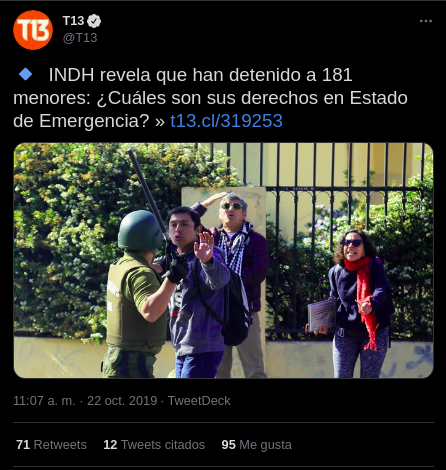 T13
T13
@T13
INDH revela que han detenido a 181
menores: ¿Cuáles son sus derechos en Estado
de Emergencia? » t13.cl/319253
11:07 a. m. · 22 oct. 2019 · TweetDeck
71 Retweets 12 Tweets citados 95 Me gusta